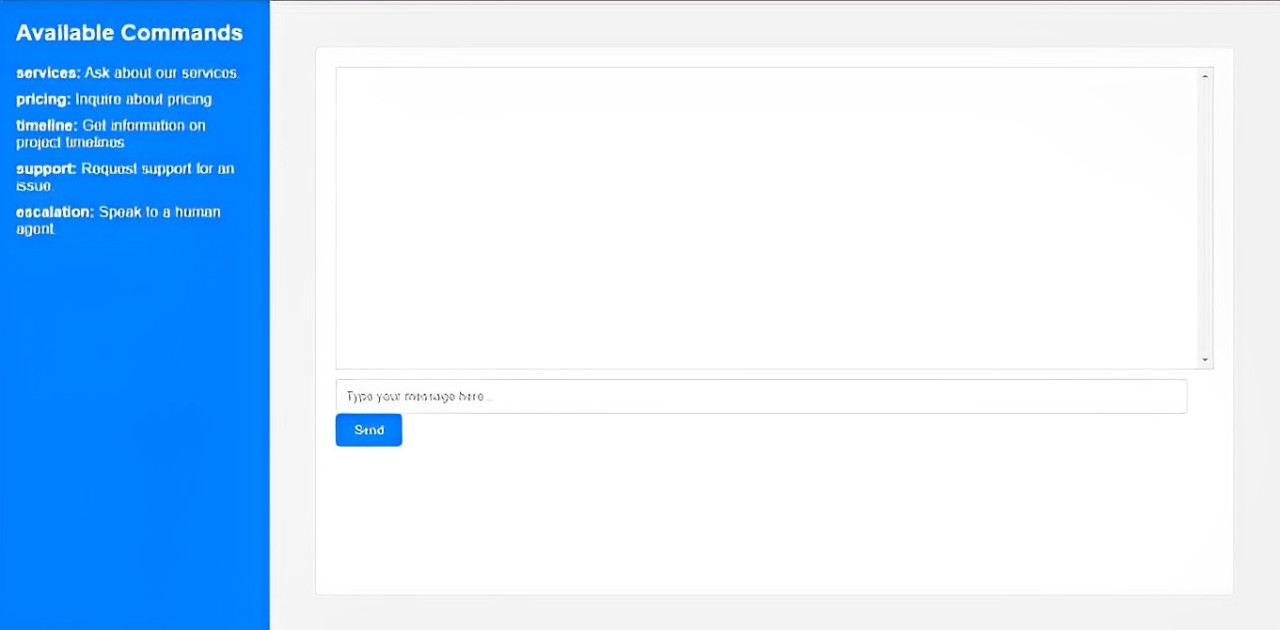 Available Commands
services: Ask about our services.
pricing: Inquire about pricing
timeline: Get information on
project timelines
support: Request support for an
issue.
escalation: Speak to a human
agent
Type your message here...
Send